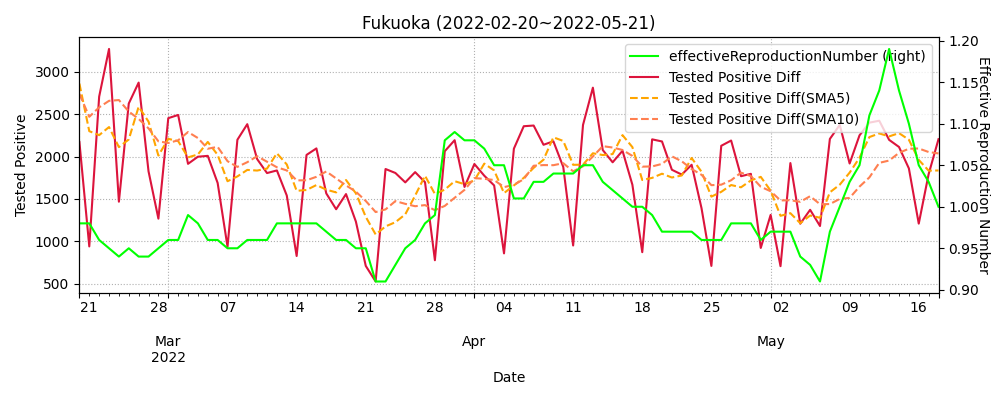 Fukuoka (2022-02-20~2022-05-21)
effectiveReproductionNumber (right)
Tested Positive Diff
Tested Positive Diff(SMA5)
Tested Positive Diff(SMA10)
Tested Positive
3000
2500
2000
1500
1000
500
1.20
1.15
1.10
1.05
1.00
0.95
0.90
Effective Reproduction Number
21 28 07 14 21 28 04 11 18 25 02 09 16
Mar Apr May
2022
Date